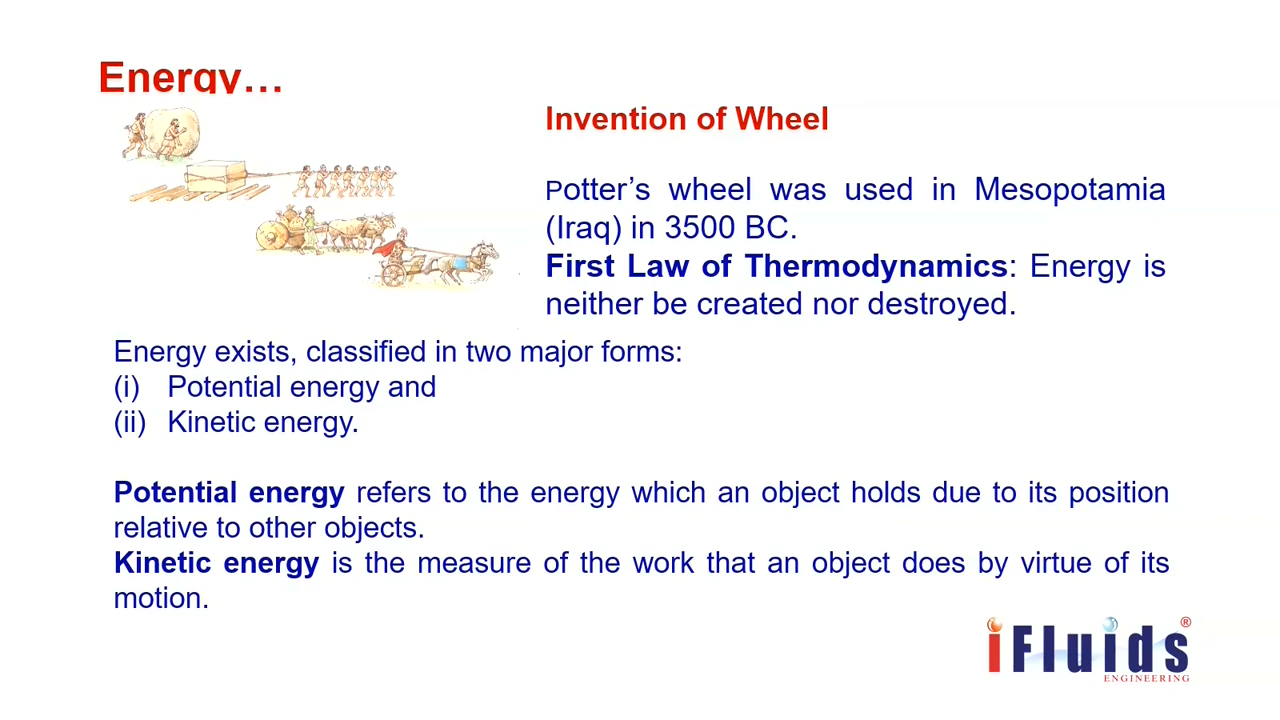 Energy…
Invention of Wheel
Potter’s wheel was used in Mesopotamia
(Iraq) in 3500 BC.
First Law of Thermodynamics: Energy is
neither be created nor destroyed.
Energy exists, classified in two major forms:
(i) Potential energy and
(ii) Kinetic energy.
Potential energy refers to the energy which an object holds due to its position
relative to other objects.
Kinetic energy is the measure of the work that an object does by virtue of its
motion.
iFluids®
ENGINEERING